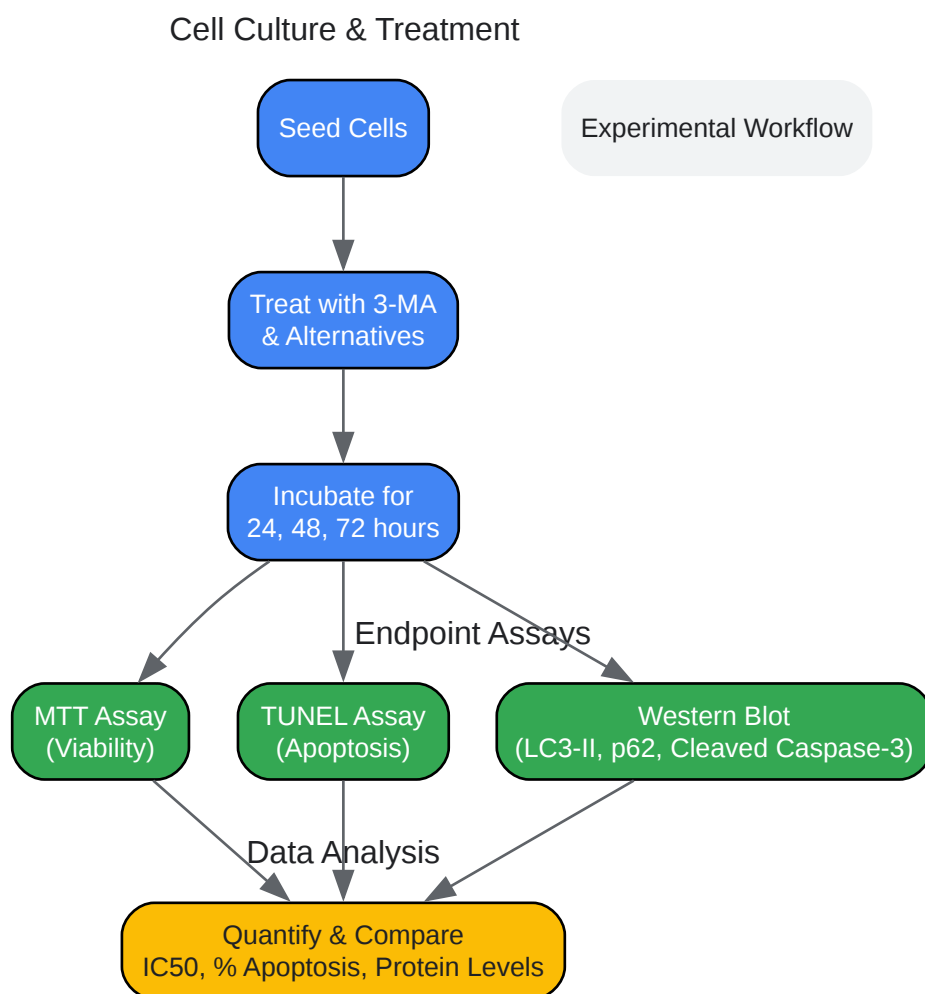 Cell Culture & Treatment
Seed Cells
Experimental Workflow
Treat with 3-MA
& Alternatives
Incubate for
24, 48, 72 hours
Endpoint Assays
MTT Assay
(Viability)
TUNEL Assay
(Apoptosis)
Western Blot
(LC3-II, p62, Cleaved Caspase-3)
Data Analysis
Quantify & Compare
IC50, % Apoptosis, Protein Levels